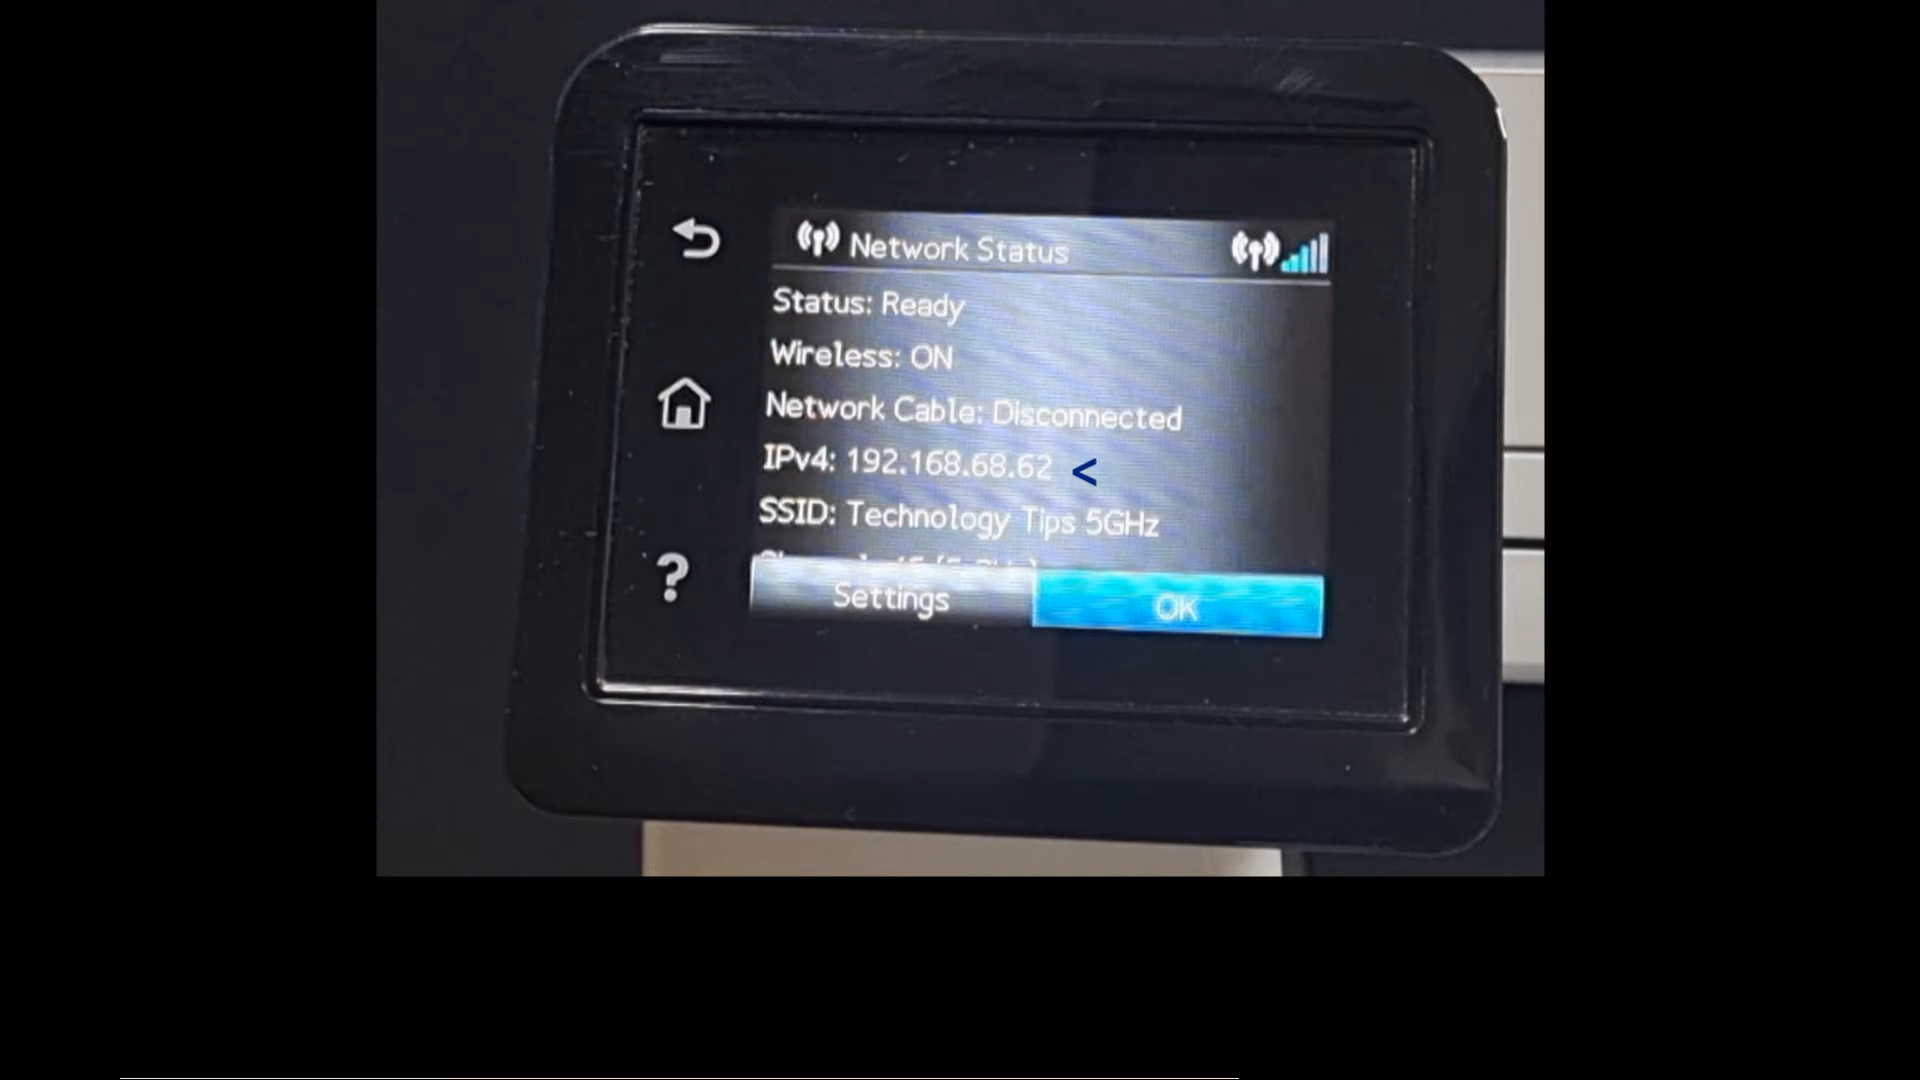 Network Status
Status: Ready
Wireless: ON
Network Cable: Disconnected
IPv4: 192.168.68.62 <
SSID: Technology Tips 5GHz
Settings
OK